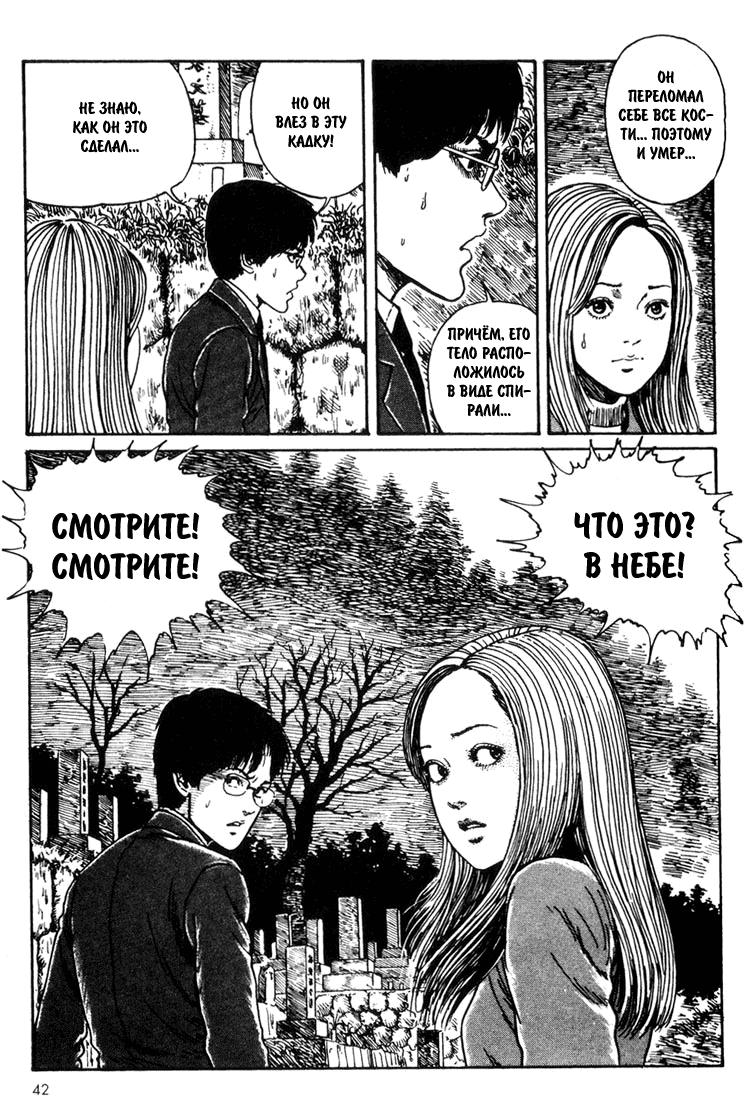 НЕ ЗНАЮ,
КАК ОН ЭТО
СДЕЛАЛ...
НО ОН
ВЛЕЗ В ЭТУ
КАДКУ!
ПРИЧЁМ, ЕГО
ТЕЛО РАСПО-
ЛОЖИЛОСЬ
В ВИДЕ СПИ-
РАЛИ...
ОН
ПЕРЕЛОМАЛ
СЕБЕ ВСЕ КОС-
ТИ... ПОЭТОМУ
И УМЕР...
СМОТРИТЕ!
СМОТРИТЕ!
ЧТО ЭТО?
В НЕБЕ!
42